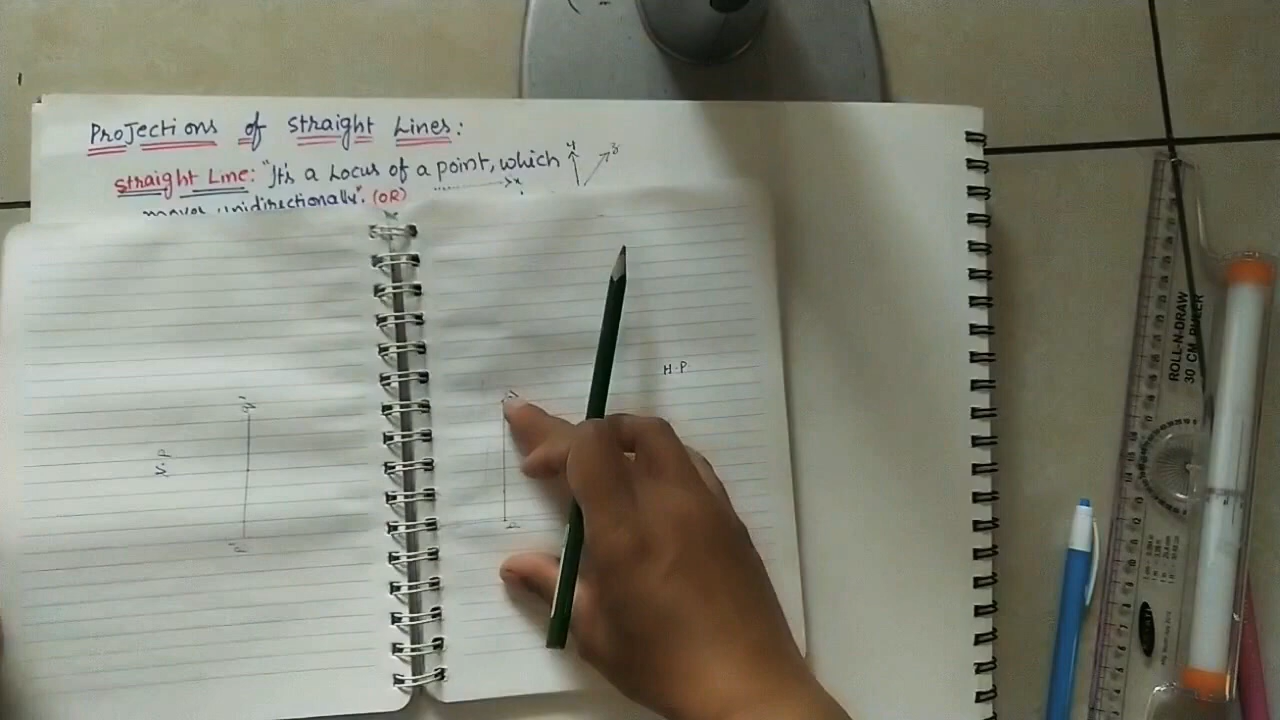 Projections of straight Lines:
straight Line: "It's a Locus of a point, which
moves unidirectionally". (OR)
x
y
z
H.P
V.P
ROLL-N-DRAW
30 CM RULER